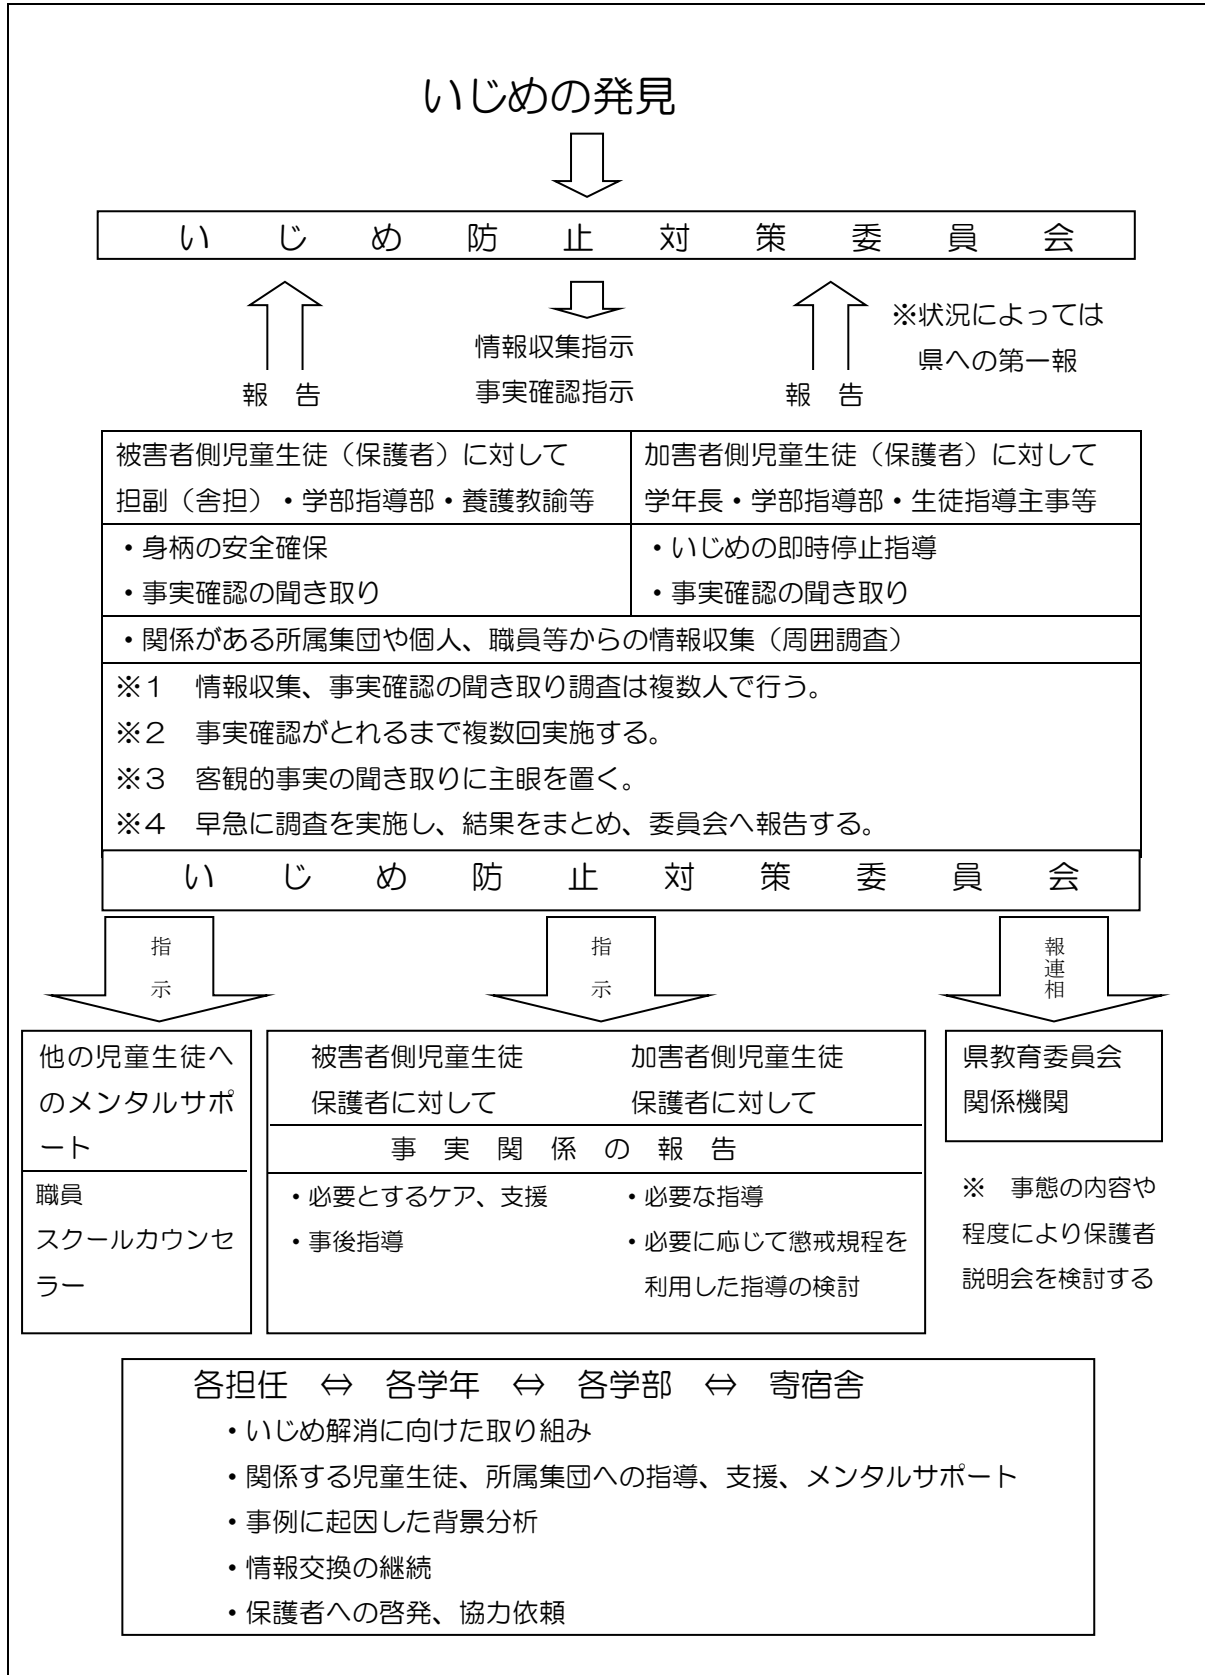 いじめの発見
いじめ防止対策委員会
情報収集指示
事実確認指示
報 告
報 告
※状況によっては
県への第一報
被害者側児童生徒（保護者）に対して
担副（舎担）・学部指導部・養護教諭等
加害者側児童生徒（保護者）に対して
学年長・学部指導部・生徒指導主事等
・身柄の安全確保
・事実確認の聞き取り
・いじめの即時停止指導
・事実確認の聞き取り
・関係がある所属集団や個人、職員等からの情報収集（周囲調査）
※１　情報収集、事実確認の聞き取り調査は複数人で行う。
※２　事実確認がとれるまで複数回実施する。
※３　客観的事実の聞き取りに主眼を置く。
※４　早急に調査を実施し、結果をまとめ、委員会へ報告する。
いじめ防止対策委員会
指
示
指
示
報連相
他の児童生徒へ
のメンタルサポ
ート
職員
スクールカウンセ
ラー
被害者側児童生徒
保護者に対して
加害者側児童生徒
保護者に対して
事実関係の報告
・必要とするケア、支援
・事後指導
・必要な指導
・必要に応じて懲戒規程を
利用した指導の検討
県教育委員会
関係機関
※　事態の内容や
程度により保護者
説明会を検討する
各担任　⇔　各学年　⇔　各学部　⇔　寄宿舎
・いじめ解消に向けた取り組み
・関係する児童生徒、所属集団への指導、支援、メンタルサポート
・事例に起因した背景分析
・情報交換の継続
・保護者への啓発、協力依頼